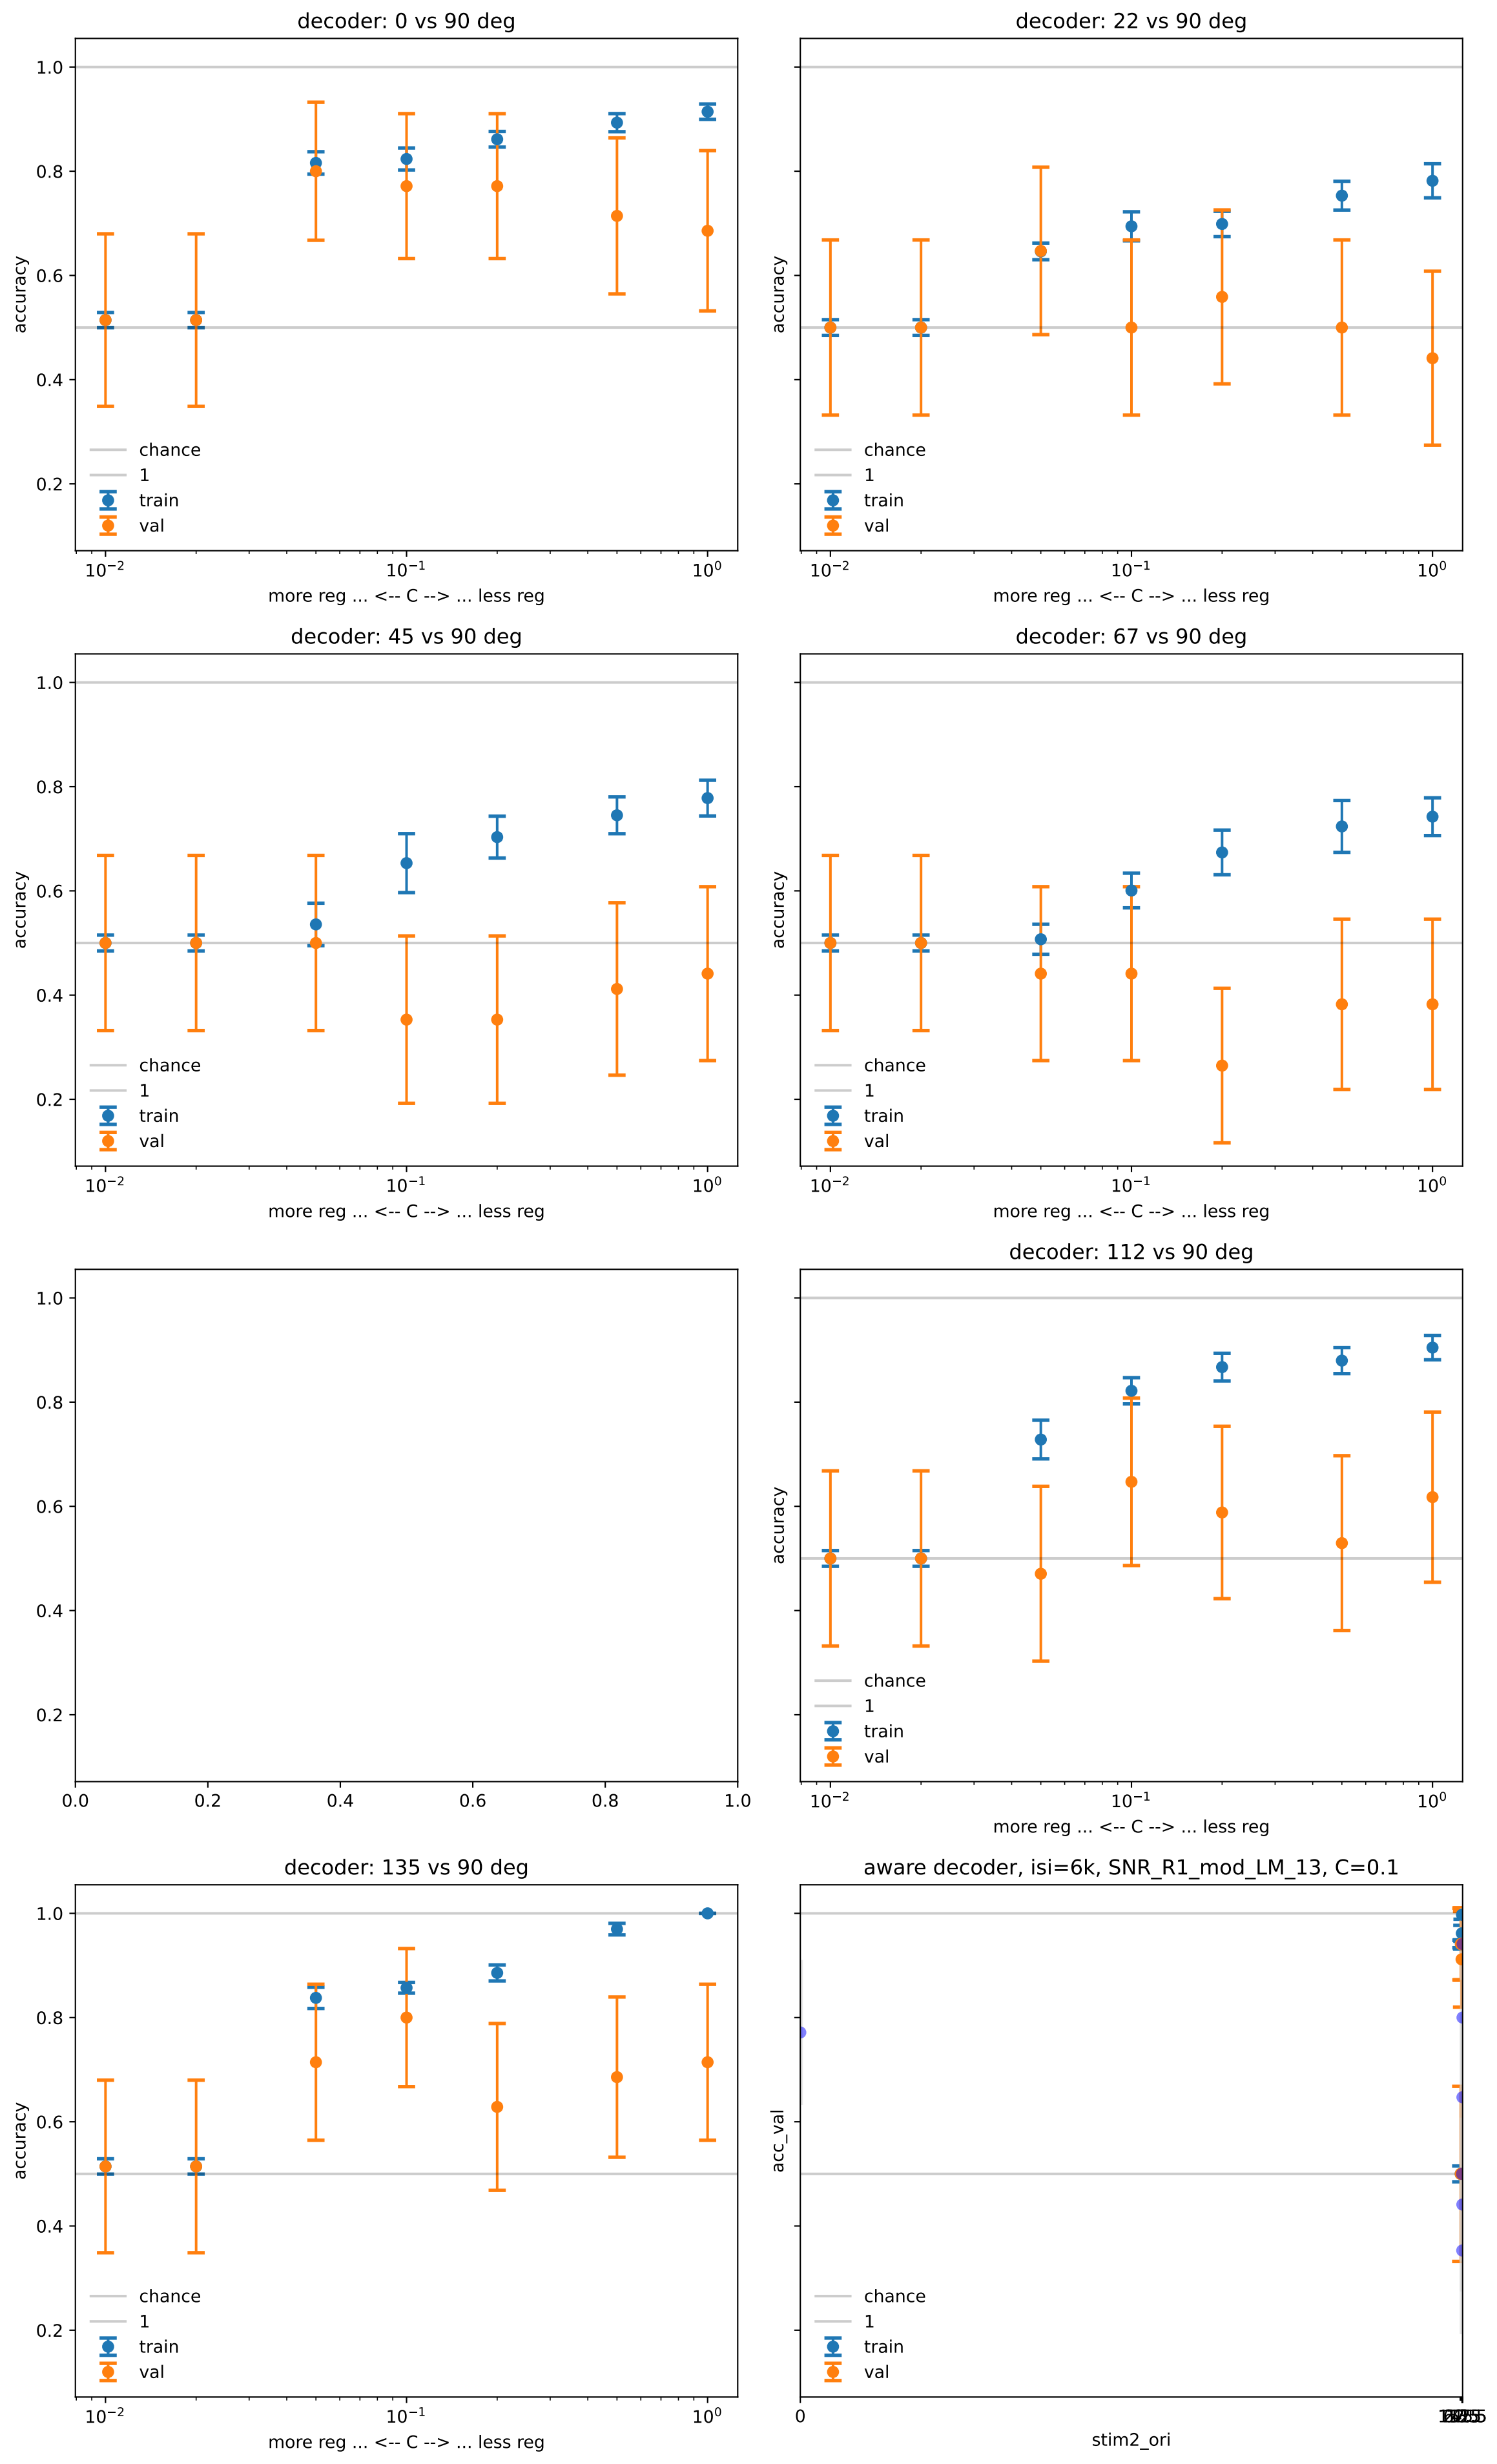 decoder: 0 vs 90 deg
1.0
0.8
0.6
0.4
0.2
accuracy
chance
1
train
val
10⁻²
10⁻¹
10⁰
more reg ... <-- C --> ... less reg
decoder: 22 vs 90 deg
accuracy
chance
1
train
val
10⁻²
10⁻¹
10⁰
more reg ... <-- C --> ... less reg
decoder: 45 vs 90 deg
1.0
0.8
0.6
0.4
0.2
accuracy
chance
1
train
val
10⁻²
10⁻¹
10⁰
more reg ... <-- C --> ... less reg
decoder: 67 vs 90 deg
accuracy
chance
1
train
val
10⁻²
10⁻¹
10⁰
more reg ... <-- C --> ... less reg
1.0
0.8
0.6
0.4
0.2
0.0
0.2
0.4
0.6
0.8
1.0
decoder: 112 vs 90 deg
accuracy
chance
1
train
val
10⁻²
10⁻¹
10⁰
more reg ... <-- C --> ... less reg
decoder: 135 vs 90 deg
1.0
0.8
0.6
0.4
0.2
accuracy
chance
1
train
val
10⁻²
10⁻¹
10⁰
more reg ... <-- C --> ... less reg
aware decoder, isi=6k, SNR_R1_mod_LM_13, C=0.1
acc_val
chance
1
train
val
0
stim2_ori